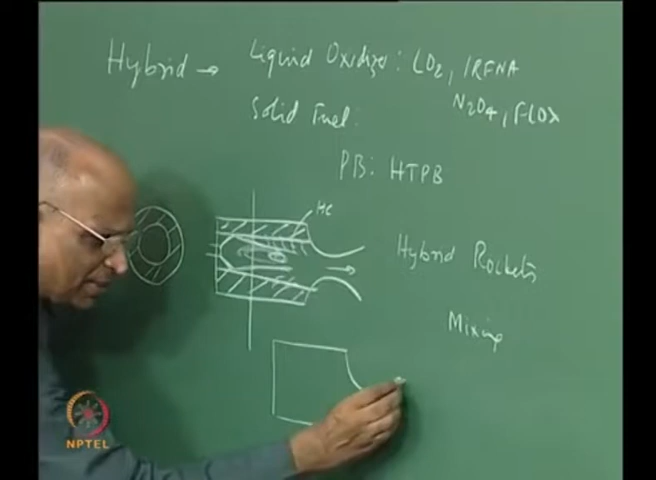 Hybrid → Liquid Oxidizer: LO2, IRFNA
N2O4, FLOX
Solid Fuel:
PB: HTPB
HC
Hybrid Rockets
Mixing
NPTEL